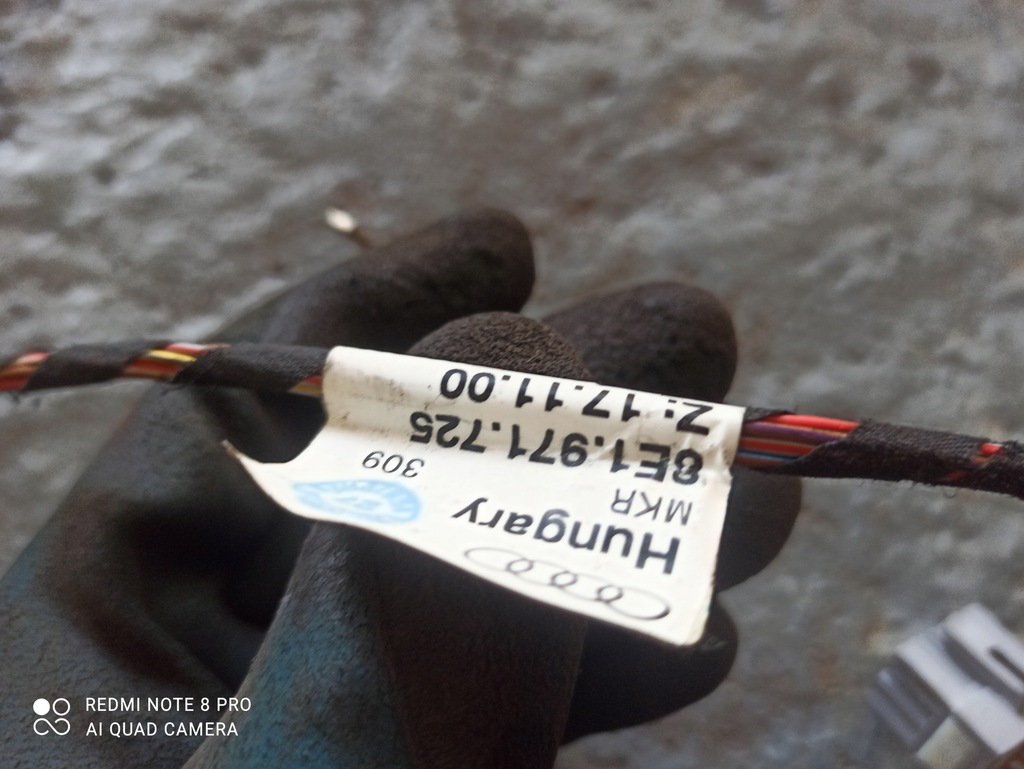 Hungary
MKR
309
8E1.971.725
Z: 17.11.00
REDMI NOTE 8 PRO
AI QUAD CAMERA